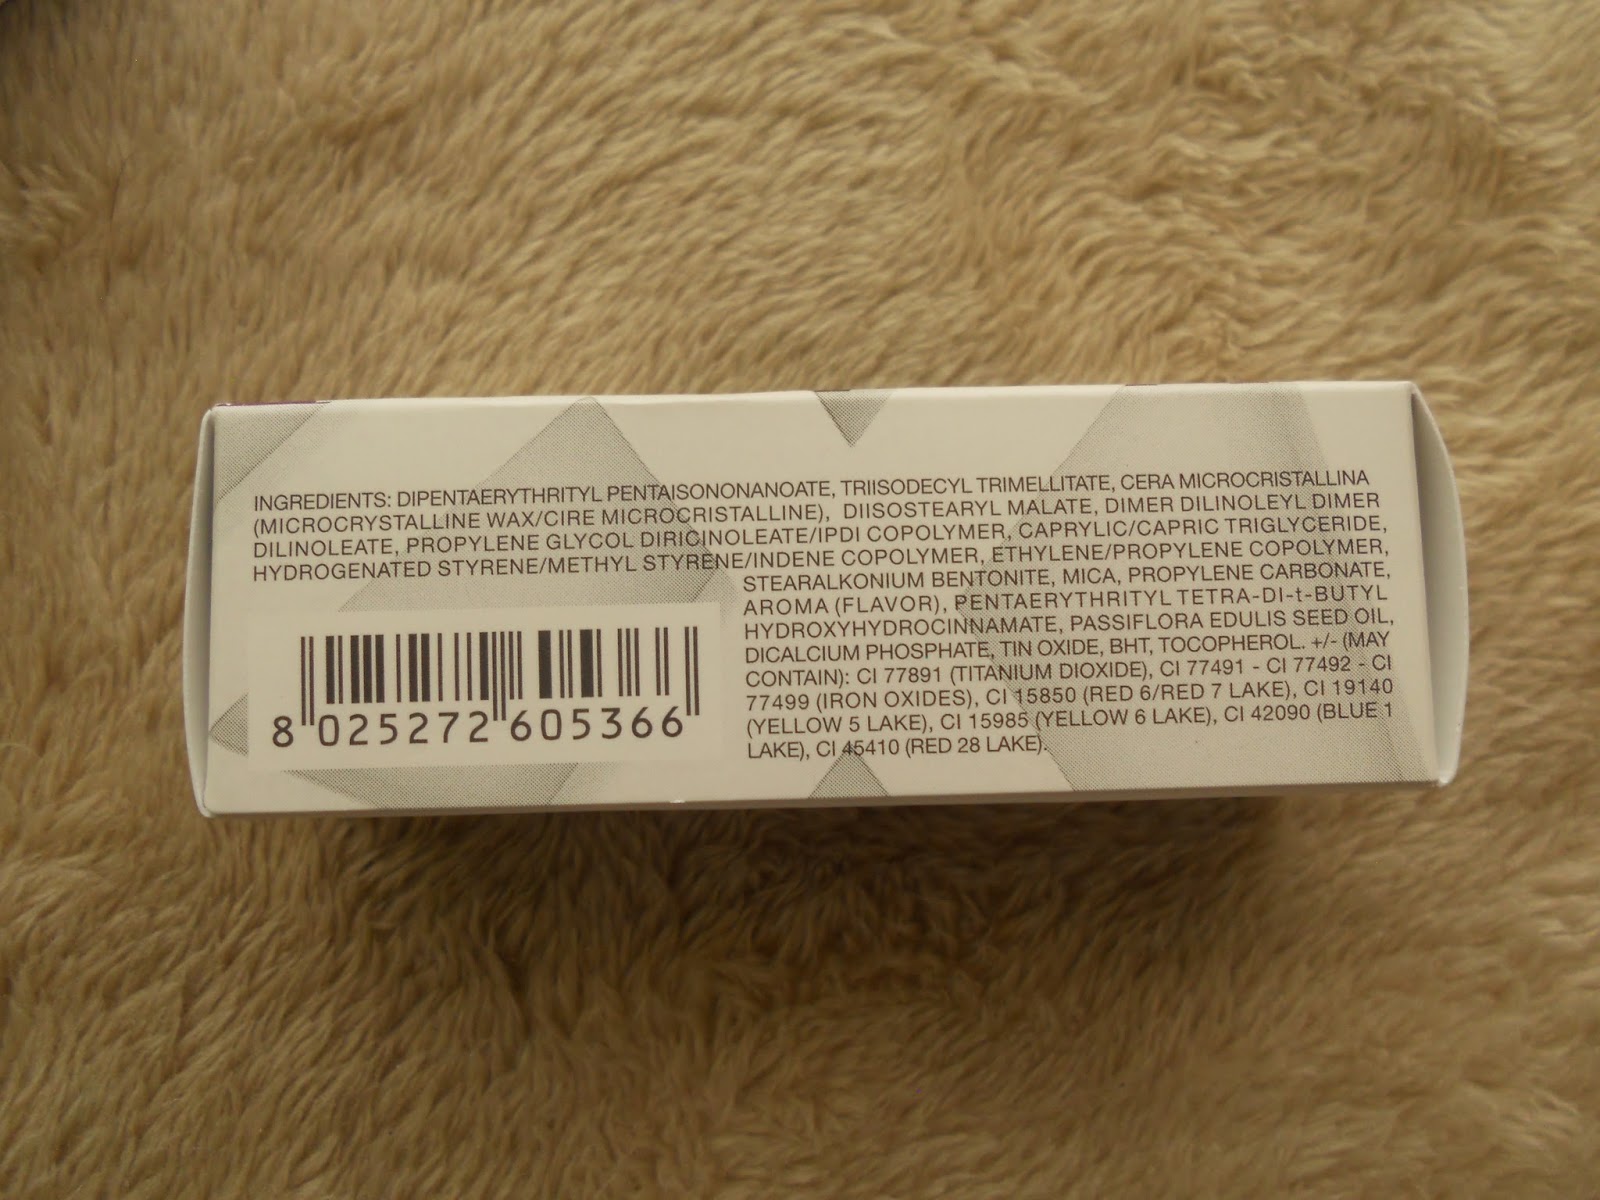 INGREDIENTS: DIPENTAERYTHRITYL PENTAISONONANOATE, TRIISODECYL TRIMELLITATE, CERA MICROCRISTALLINA
(MICROCRYSTALLINE WAX/CIRE MICROCRISTALLINE), DIISOSTEARYL MALATE, DIMER DILINOLEYL DIMER
DILINOLEATE, PROPYLENE GLYCOL DIRICINOLEATE/IPDI COPOLYMER, CAPRYLIC/CAPRIC TRIGLYCERIDE,
HYDROGENATED STYRENE/METHYL STYRENE/INDENE COPOLYMER, ETHYLENE/PROPYLENE COPOLYMER,
STEARALKONIUM BENTONITE, MICA, PROPYLENE CARBONATE,
AROMA (FLAVOR), PENTAERYTHRITYL TETRA-DI-t-BUTYL
HYDROXYHYDROCINNAMATE, PASSIFLORA EDULIS SEED OIL,
DICALCIUM PHOSPHATE, TIN OXIDE, BHT, TOCOPHEROL. +/- (MAY
CONTAIN): CI 77891 (TITANIUM DIOXIDE), CI 77491 - CI 77492 - CI
77499 (IRON OXIDES), CI 15850 (RED 6/RED 7 LAKE), CI 19140
(YELLOW 5 LAKE), CI 15985 (YELLOW 6 LAKE), CI 42090 (BLUE 1
LAKE), CI 45410 (RED 28 LAKE).
8 025272 605366